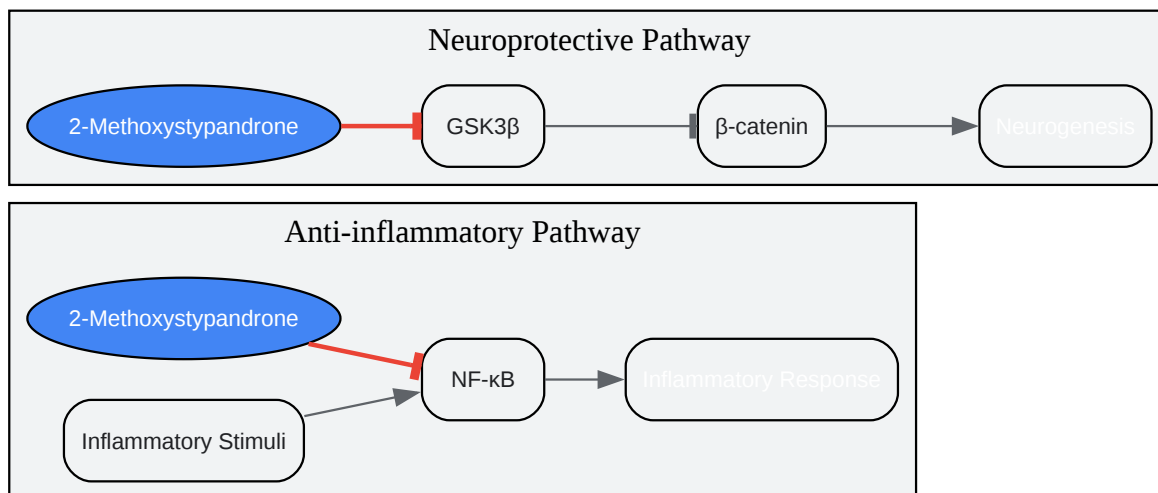 Neuroprotective Pathway
2-Methoxystypandrone
GSK3β
β-catenin
Neurogenesis
Anti-inflammatory Pathway
2-Methoxystypandrone
NF-κB
Inflammatory Response
Inflammatory Stimuli